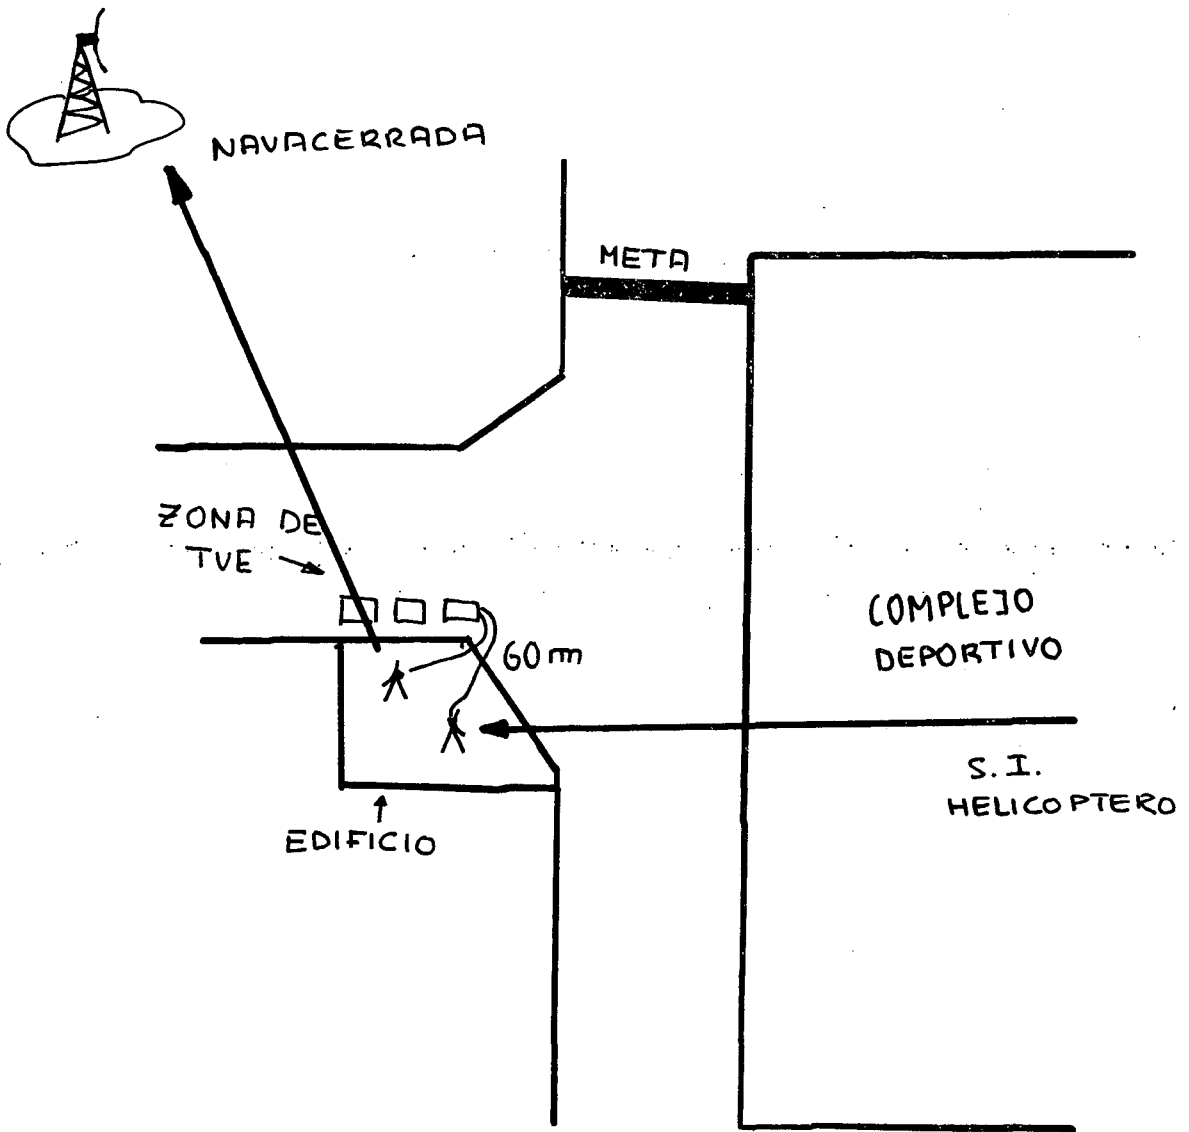 NAVACERRADA
META
ZONA DE
TVE
60 m
COMPLEJO
DEPORTIVO
S. I.
HELICOPTERO
EDIFICIO